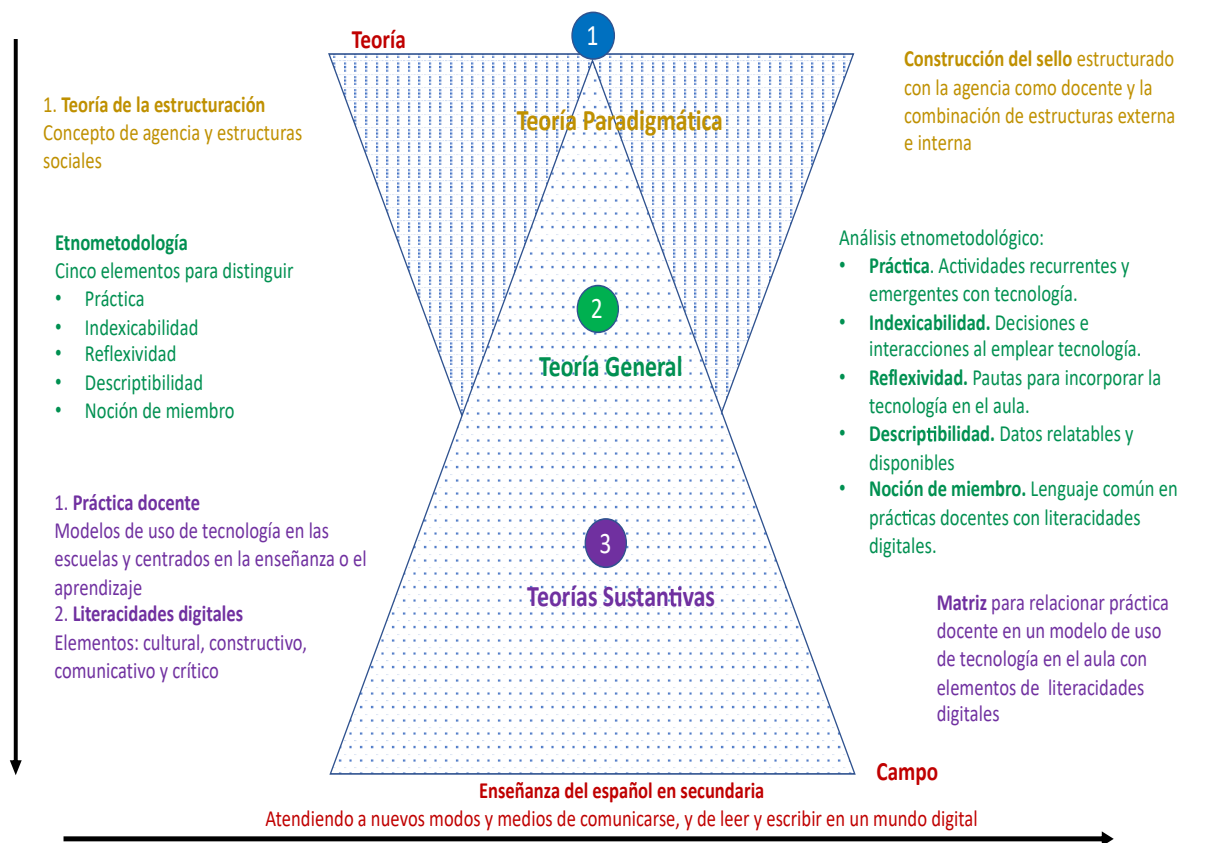 Teoría
1
Teoría Paradigmática
1. Teoría de la estructuración
Concepto de agencia y estructuras
sociales
Construcción del sello estructurado
con la agencia como docente y la
combinación de estructuras externa
e interna
Etnometodología
Cinco elementos para distinguir
• Práctica
• Indexicabilidad
• Reflexividad
• Descriptibilidad
• Noción de miembro
2
Teoría General
Análisis etnometodológico:
• Práctica. Actividades recurrentes y
emergentes con tecnología.
• Indexicabilidad. Decisiones e
interacciones al emplear tecnología.
• Reflexividad. Pautas para incorporar la
tecnología en el aula.
• Descriptibilidad. Datos relatables y
disponibles
• Noción de miembro. Lenguaje común en
prácticas docentes con literacidades
digitales.
1. Práctica docente
Modelos de uso de tecnología en las
escuelas y centrados en la enseñanza o el
aprendizaje
2. Literacidades digitales
Elementos: cultural, constructivo,
comunicativo y crítico
3
Teorías Sustantivas
Matriz para relacionar práctica
docente en un modelo de uso
de tecnología en el aula con
elementos de literacidades
digitales
Campo
Enseñanza del español en secundaria
Atendiendo a nuevos modos y medios de comunicarse, y de leer y escribir en un mundo digital